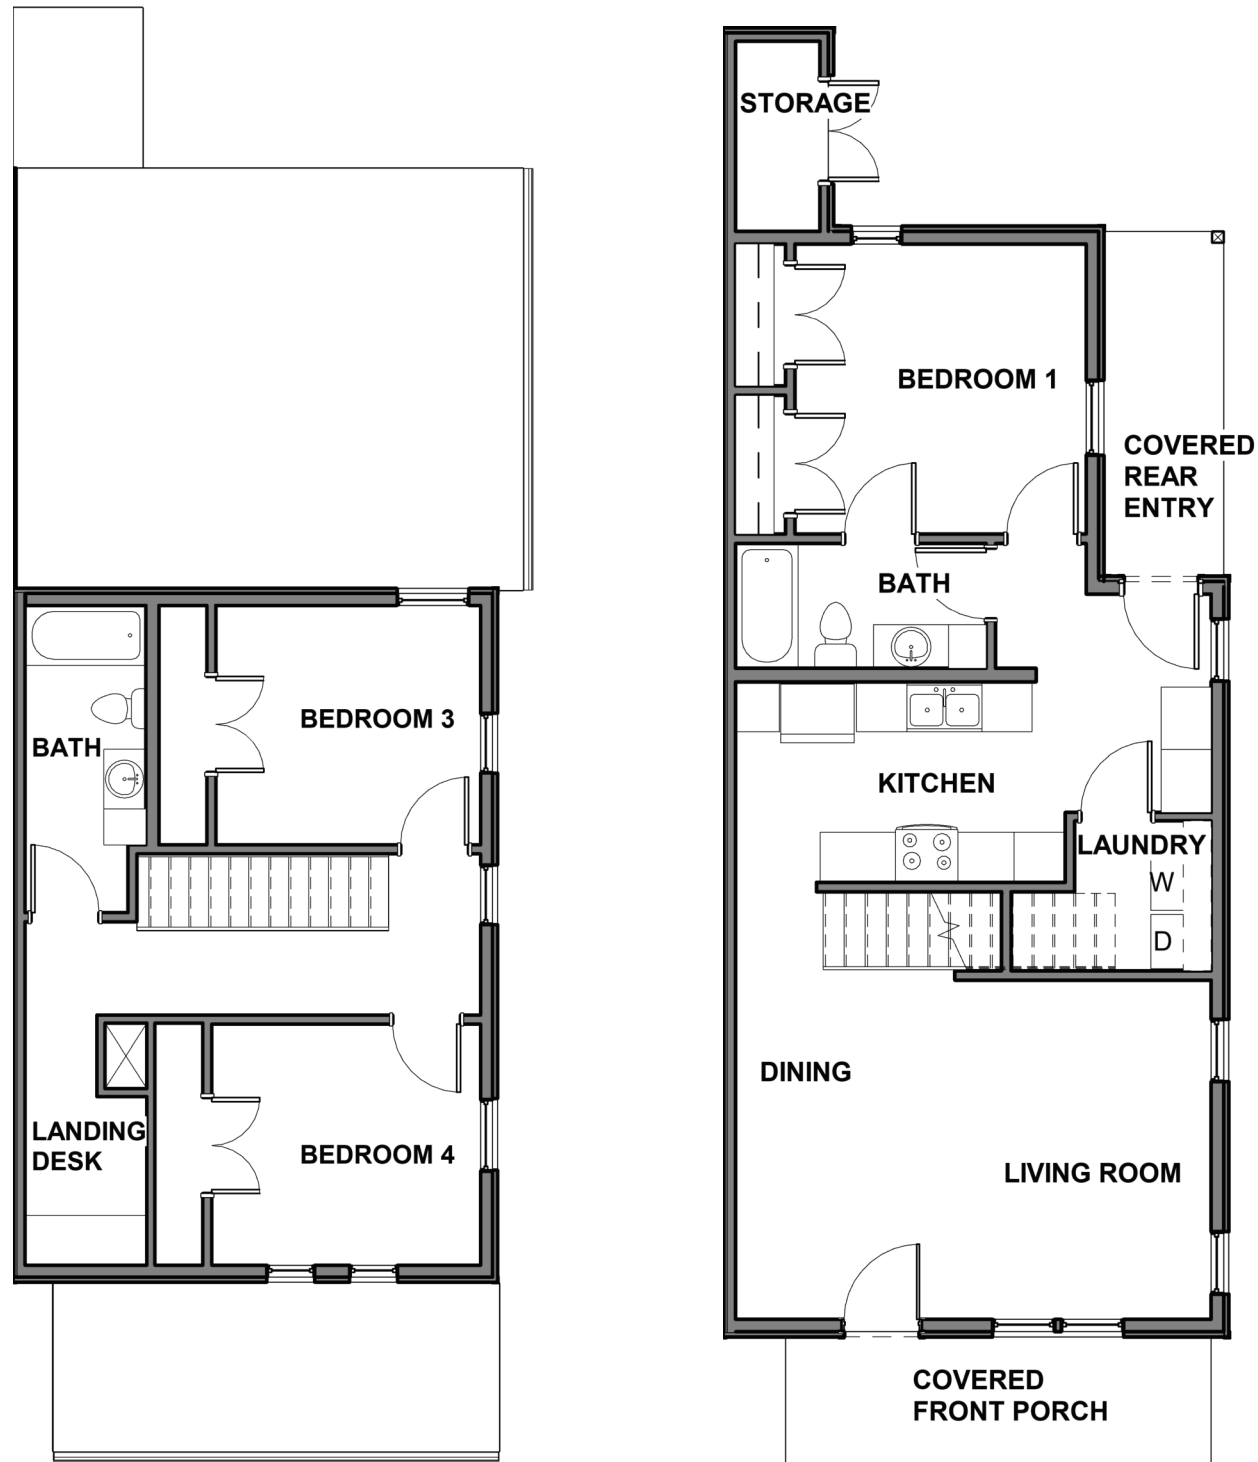 BEDROOM 3
BATH
LANDING
DESK
BEDROOM 4
STORAGE
BEDROOM 1
COVERED
REAR
ENTRY
BATH
KITCHEN
LAUNDRY
W
D
DINING
LIVING ROOM
COVERED
FRONT PORCH